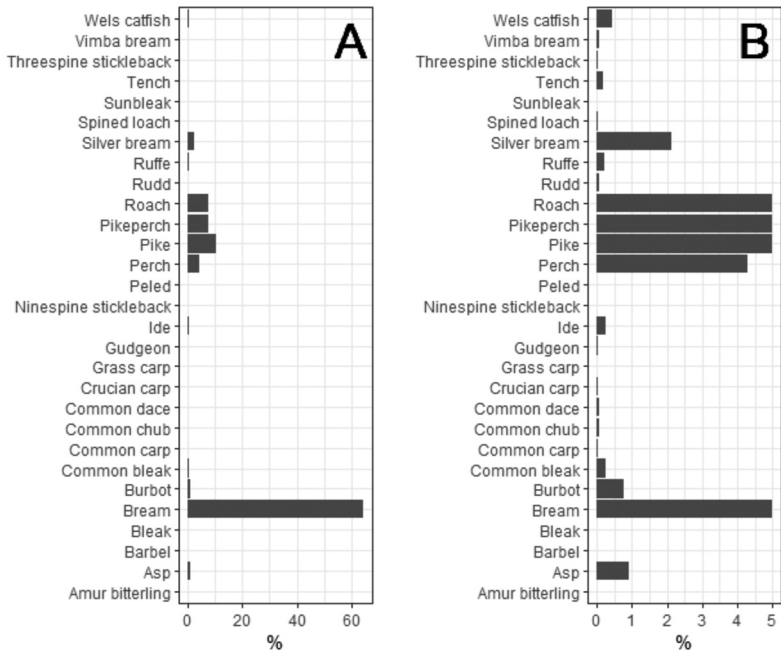 A
Wels catfish
Vimba bream
Threespine stickleback
Tench
Sunbleak
Spined loach
Silver bream
Ruffe
Rudd
Roach
Pikeperch
Pike
Perch
Peled
Ninespine stickleback
Ide
Gudgeon
Grass carp
Crucian carp
Common dace
Common chub
Common carp
Common bleak
Burbot
Bream
Bleak
Barbel
Asp
Amur bitterling
0 20 40 60
%
B
Wels catfish
Vimba bream
Threespine stickleback
Tench
Sunbleak
Spined loach
Silver bream
Ruffe
Rudd
Roach
Pikeperch
Pike
Perch
Peled
Ninespine stickleback
Ide
Gudgeon
Grass carp
Crucian carp
Common dace
Common chub
Common carp
Common bleak
Burbot
Bream
Bleak
Barbel
Asp
Amur bitterling
0 1 2 3 4 5
%